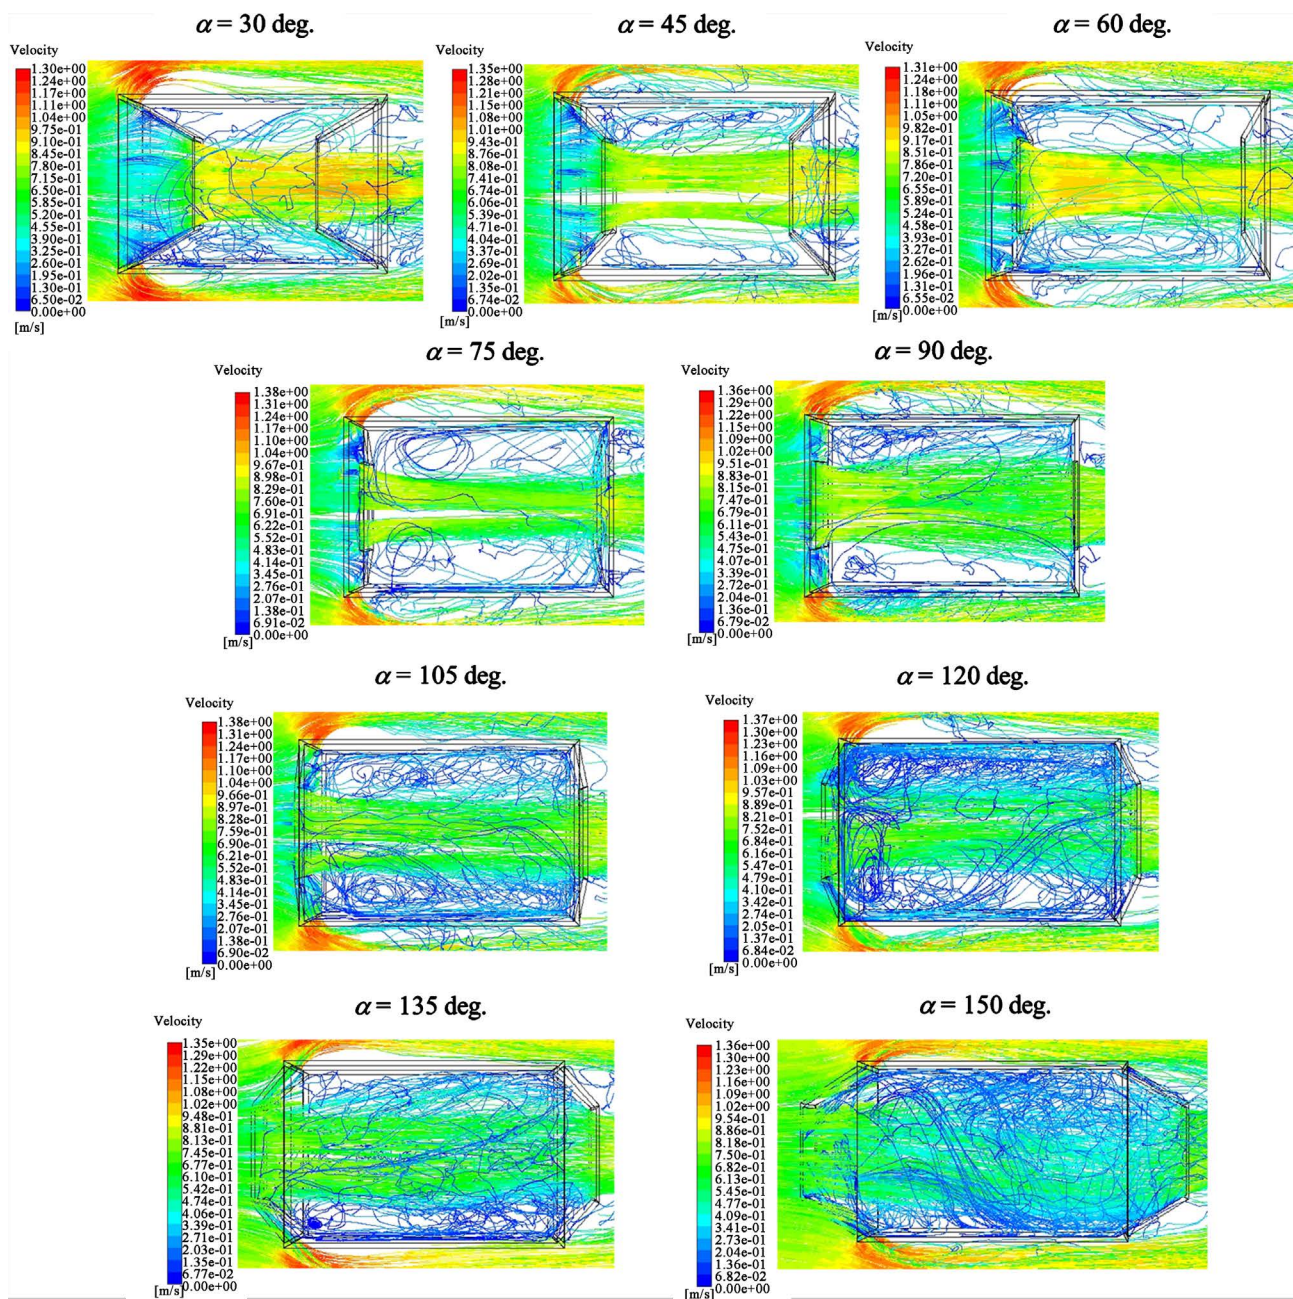 α = 30 deg.
Velocity
1.30e+00
1.24e+00
1.17e+00
1.11e+00
1.04e+00
9.75e-01
9.10e-01
8.45e-01
7.80e-01
7.15e-01
6.50e-01
5.85e-01
5.20e-01
4.55e-01
3.90e-01
3.25e-01
2.60e-01
1.95e-01
1.30e-01
6.50e-02
0.00e+00
[m/s]
α = 45 deg.
Velocity
1.35e+00
1.28e+00
1.21e+00
1.15e+00
1.08e+00
1.01e+00
9.43e-01
8.76e-01
8.08e-01
7.41e-01
6.74e-01
6.06e-01
5.39e-01
4.71e-01
4.04e-01
3.37e-01
2.69e-01
2.02e-01
1.35e-01
6.74e-02
0.00e+00
[m/s]
α = 60 deg.
Velocity
1.31e+00
1.24e+00
1.18e+00
1.11e+00
1.05e+00
9.82e-01
9.17e-01
8.51e-01
7.86e-01
7.20e-01
6.55e-01
5.89e-01
5.24e-01
4.58e-01
3.93e-01
3.27e-01
2.62e-01
1.96e-01
1.31e-01
6.55e-02
0.00e+00
[m/s]
α = 75 deg.
Velocity
1.38e+00
1.31e+00
1.24e+00
1.17e+00
1.10e+00
1.04e+00
9.67e-01
8.98e-01
8.29e-01
7.60e-01
6.91e-01
6.22e-01
5.52e-01
4.83e-01
4.14e-01
3.45e-01
2.76e-01
2.07e-01
1.38e-01
6.91e-02
0.00e+00
[m/s]
α = 90 deg.
Velocity
1.36e+00
1.29e+00
1.22e+00
1.15e+00
1.09e+00
1.02e+00
9.51e-01
8.83e-01
8.15e-01
7.47e-01
6.79e-01
6.11e-01
5.43e-01
4.75e-01
4.07e-01
3.40e-01
2.72e-01
2.04e-01
1.36e-01
6.79e-02
0.00e+00
[m/s]
α = 105 deg.
Velocity
1.38e+00
1.31e+00
1.24e+00
1.17e+00
1.10e+00
1.04e+00
9.66e-01
8.97e-01
8.28e-01
7.59e-01
6.90e-01
6.21e-01
5.52e-01
4.83e-01
4.14e-01
3.45e-01
2.76e-01
2.07e-01
1.38e-01
6.90e-02
0.00e+00
[m/s]
α = 120 deg.
Velocity
1.37e+00
1.30e+00
1.23e+00
1.16e+00
1.09e+00
1.03e+00
9.57e-01
8.89e-01
8.21e-01
7.52e-01
6.84e-01
6.16e-01
5.47e-01
4.79e-01
4.10e-01
3.42e-01
2.74e-01
2.05e-01
1.37e-01
6.84e-02
0.00e+00
[m/s]
α = 135 deg.
Velocity
1.35e+00
1.29e+00
1.22e+00
1.15e+00
1.08e+00
1.02e+00
9.48e-01
8.81e-01
8.13e-01
7.45e-01
6.77e-01
6.10e-01
5.42e-01
4.74e-01
4.06e-01
3.39e-01
2.71e-01
2.03e-01
1.35e-01
6.77e-02
0.00e+00
[m/s]
α = 150 deg.
Velocity
1.36e+00
1.30e+00
1.23e+00
1.16e+00
1.09e+00
1.02e+00
9.54e-01
8.86e-01
8.18e-01
7.50e-01
6.82e-01
6.13e-01
5.45e-01
4.77e-01
4.09e-01
3.41e-01
2.73e-01
2.04e-01
1.36e-01
6.82e-02
0.00e+00
[m/s]